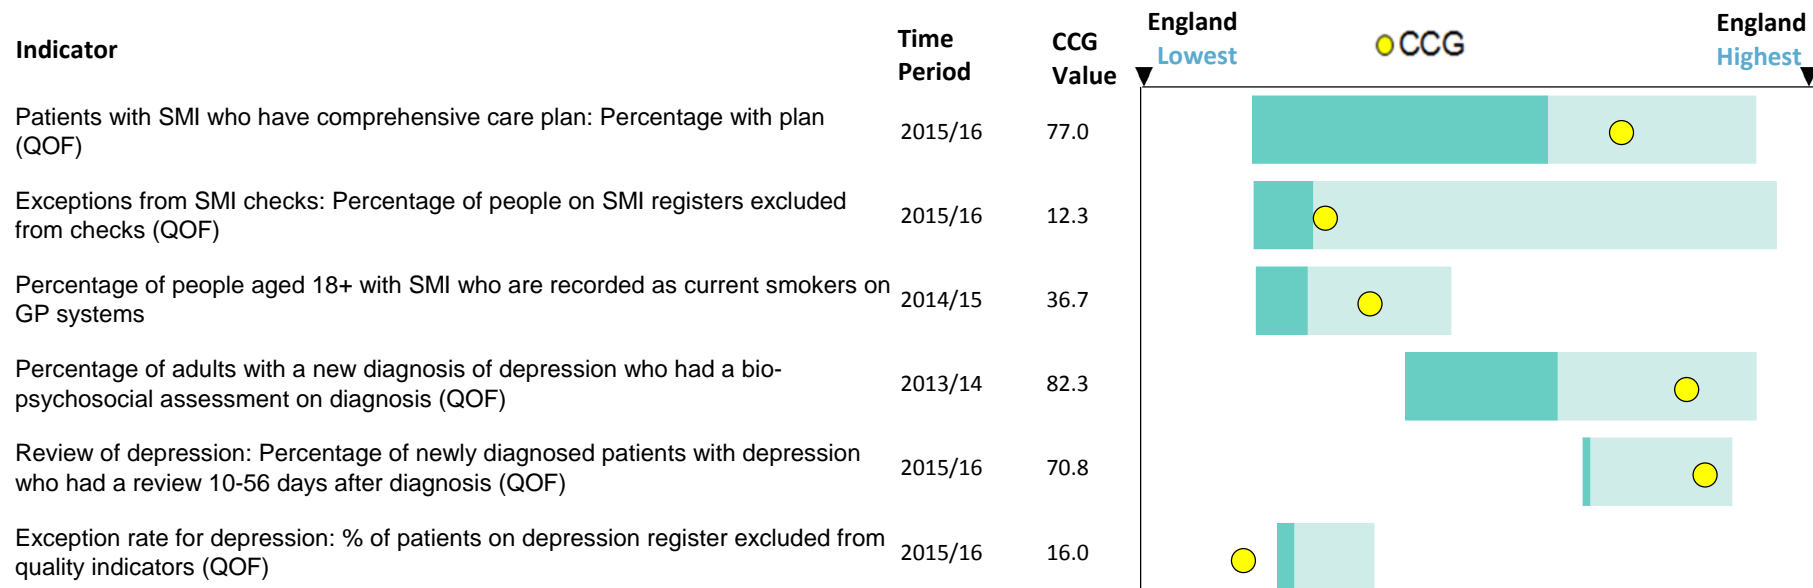 Indicator
Time
Period
CCG
Value
England
Lowest
CCG
England
Highest
Patients with SMI who have comprehensive care plan: Percentage with plan
(QOF)
2015/16
77.0
Exceptions from SMI checks: Percentage of people on SMI registers excluded
from checks (QOF)
2015/16
12.3
Percentage of people aged 18+ with SMI who are recorded as current smokers on
GP systems
2014/15
36.7
Percentage of adults with a new diagnosis of depression who had a bio-
psychosocial assessment on diagnosis (QOF)
2013/14
82.3
Review of depression: Percentage of newly diagnosed patients with depression
who had a review 10-56 days after diagnosis (QOF)
2015/16
70.8
Exception rate for depression: % of patients on depression register excluded from
quality indicators (QOF)
2015/16
16.0